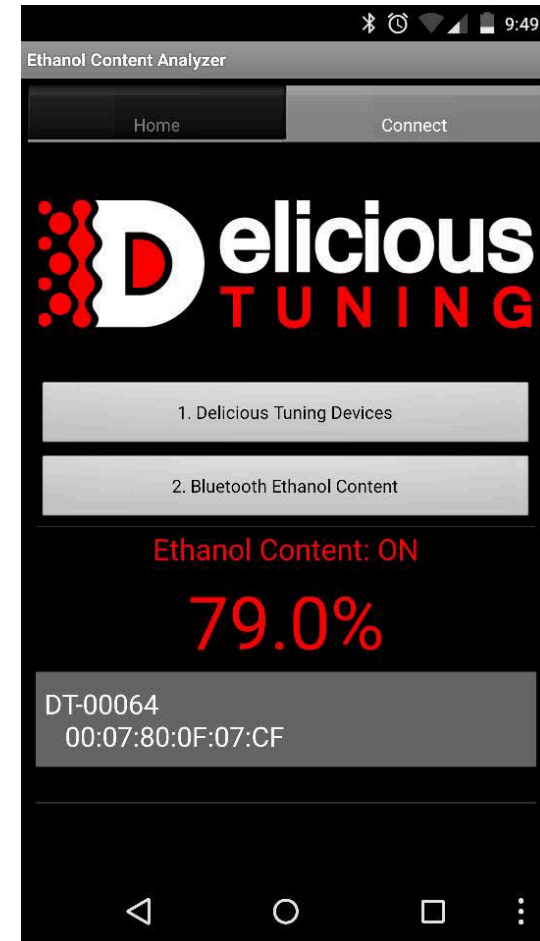 9:49
Ethanol Content Analyzer
Home Connect
Delicious
TUNING
1. Delicious Tuning Devices
2. Bluetooth Ethanol Content
Ethanol Content: ON
79.0%
DT-00064
00:07:80:0F:07:CF